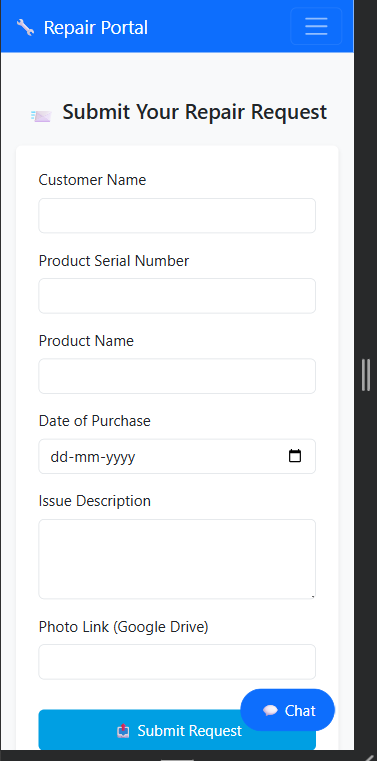 🔧 Repair Portal
📨 Submit Your Repair Request
Customer Name
Product Serial Number
Product Name
Date of Purchase
dd-mm-yyyy
Issue Description
Photo Link (Google Drive)
💬 Chat
📤 Submit Request